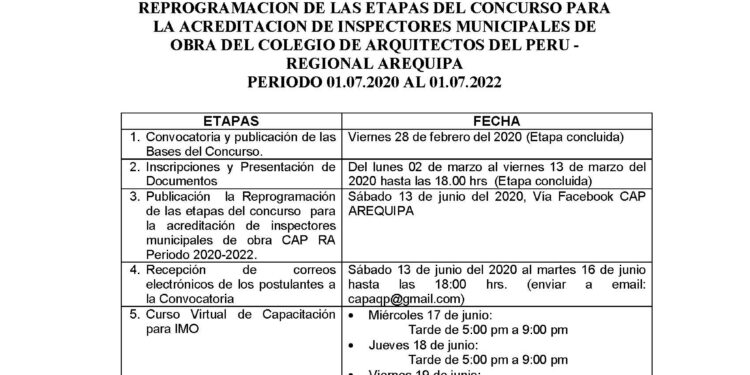 REPROGRAMACION DE LAS ETAPAS DEL CONCURSO PARA
LA ACREDITACION DE INSPECTORES MUNICIPALES DE
OBRA DEL COLEGIO DE ARQUITECTOS DEL PERU -
REGIONAL AREQUIPA
PERIODO 01.07.2020 AL 01.07.2022
ETAPAS
FECHA
1. Convocatoria y publicación de las
Bases del Concurso.
Viernes 28 de febrero del 2020 (Etapa concluida)
2. Inscripciones y Presentación de
Documentos
Del lunes 02 de marzo al viernes 13 de marzo del
2020 hasta las 18.00 hrs (Etapa concluida)
3. Publicación la Reprogramación
de las etapas del concurso para
la acreditación de inspectores
municipales de obra CAP RA
Periodo 2020-2022.
Sábado 13 de junio del 2020, Vía Facebook CAP
AREQUIPA
4. Recepción de correos
electrónicos de los postulantes a
la Convocatoria
Sábado 13 de junio del 2020 al martes 16 de junio
hasta las 18:00 hrs. (enviar a email:
capaqp@gmail.com)
5. Curso Virtual de Capacitación
para IMO
• Miércoles 17 de junio:
Tarde de 5:00 pm a 9:00 pm
• Jueves 18 de junio:
Tarde de 5:00 pm a 9:00 pm
• Viernes 19 de junio: